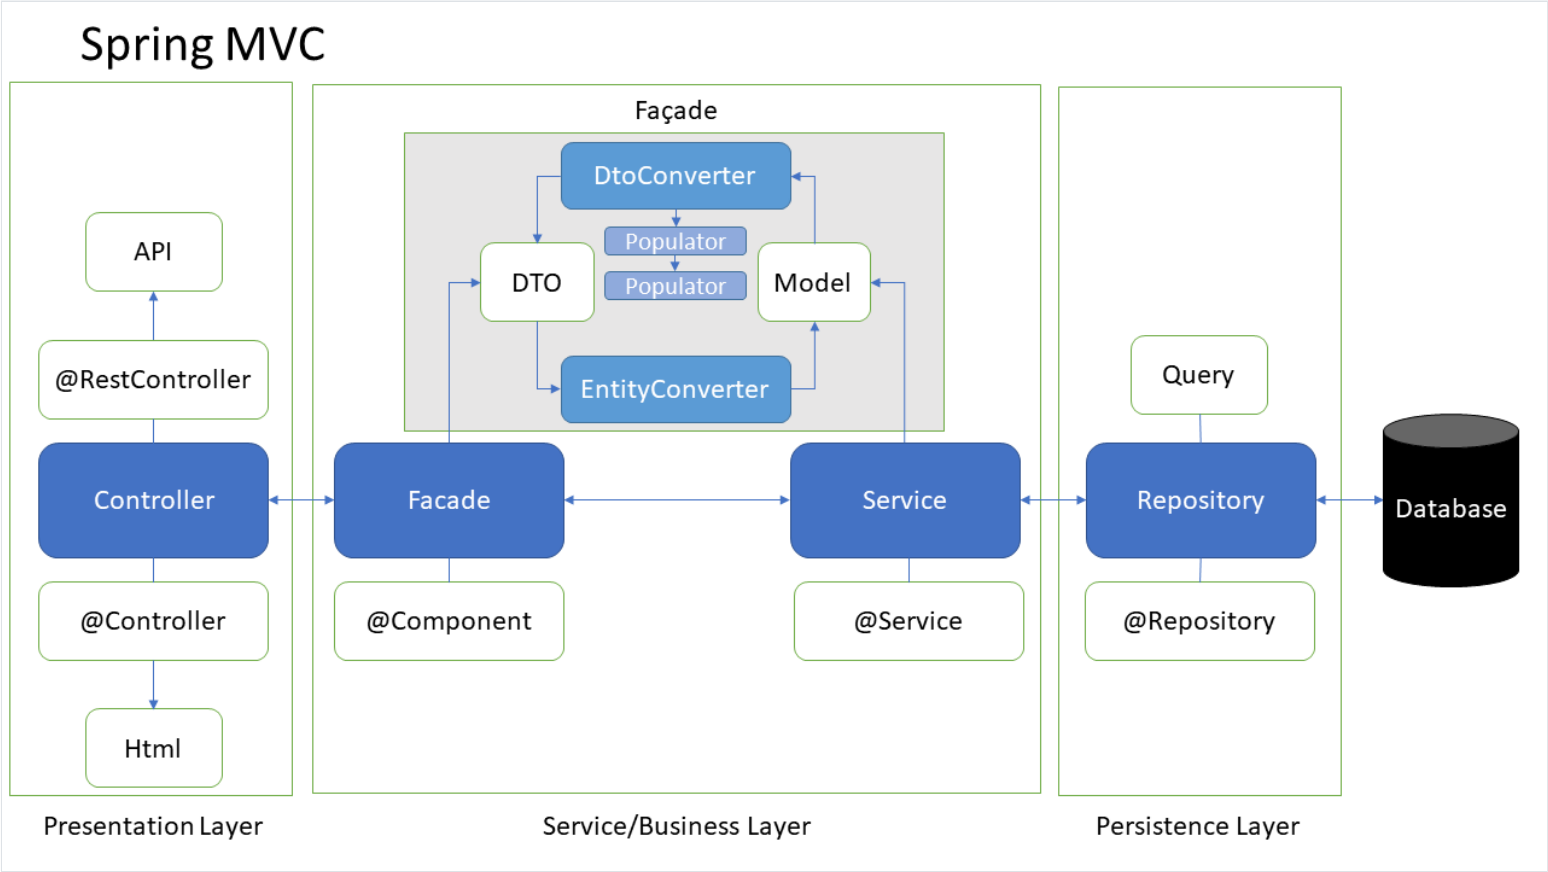 Spring MVC
Façade
DtoConverter
Populator
Populator
DTO
Model
EntityConverter
API
@RestController
Controller
@Controller
Html
Facade
@Component
Service
@Service
Query
Repository
@Repository
Database
Presentation Layer
Service/Business Layer
Persistence Layer